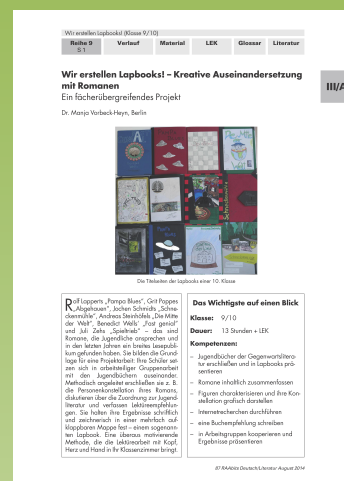 Wir erstellen Lapbooks! (Klasse 9/10)
Reihe 9 Verlauf Material LEK Glossar Literatur
S 1
Wir erstellen Lapbooks! – Kreative Auseinandersetzung
mit Romanen
Ein fächerübergreifendes Projekt
III/A
Dr. Manja Vorbeck-Heyn, Berlin
Die Titelseiten der Lapbooks einer 10. Klasse
Rolf Lapperts „Pampa Blues“, Grit Poppes
„Abgehauen“, Jochen Schmidts „Schne-
ckenmühle“, Andreas Steinhöfels „Die Mitte
der Welt“, Benedict Wells’ „Fast genial“
und Juli Zehs „Spieltrieb“ – das sind
Romane, die Jugendliche ansprechen und
in den letzten Jahren ein breites Lesepubli-
kum gefunden haben. Sie bilden die Grund-
lage für eine Projektarbeit: Ihre Schüler set-
zen sich in arbeitsteiliger Gruppenarbeit
mit den Jugendbüchern auseinander.
Methodisch angeleitet erschließen sie z. B.
die Personenkonstellation ihres Romans,
diskutieren über die Zuordnung zur Jugend-
literatur und verfassen Lektüreempfehlun-
gen. Sie halten ihre Ergebnisse schriftlich
und zeichnerisch in einer mehrfach auf-
klappbaren Mappe fest – einem sogenann-
ten Lapbook. Eine überaus motivierende
Methode, die die Lektürearbeit mit Kopf,
Herz und Hand in Ihr Klassenzimmer bringt.
Das Wichtigste auf einen Blick
Klasse: 9/10
Dauer: 13 Stunden + LEK
Kompetenzen:
– Jugendbücher der Gegenwartslitera-
tur erschließen und in Lapbooks prä-
sentieren
– Romane inhaltlich zusammenfassen
– Figuren charakterisieren und ihre Kon-
stellation grafisch darstellen
– Internetrecherchen durchführen
– eine Buchempfehlung schreiben
– in Arbeitsgruppen kooperieren und
Ergebnisse präsentieren
87 RAAbits Deutsch/Literatur August 2014